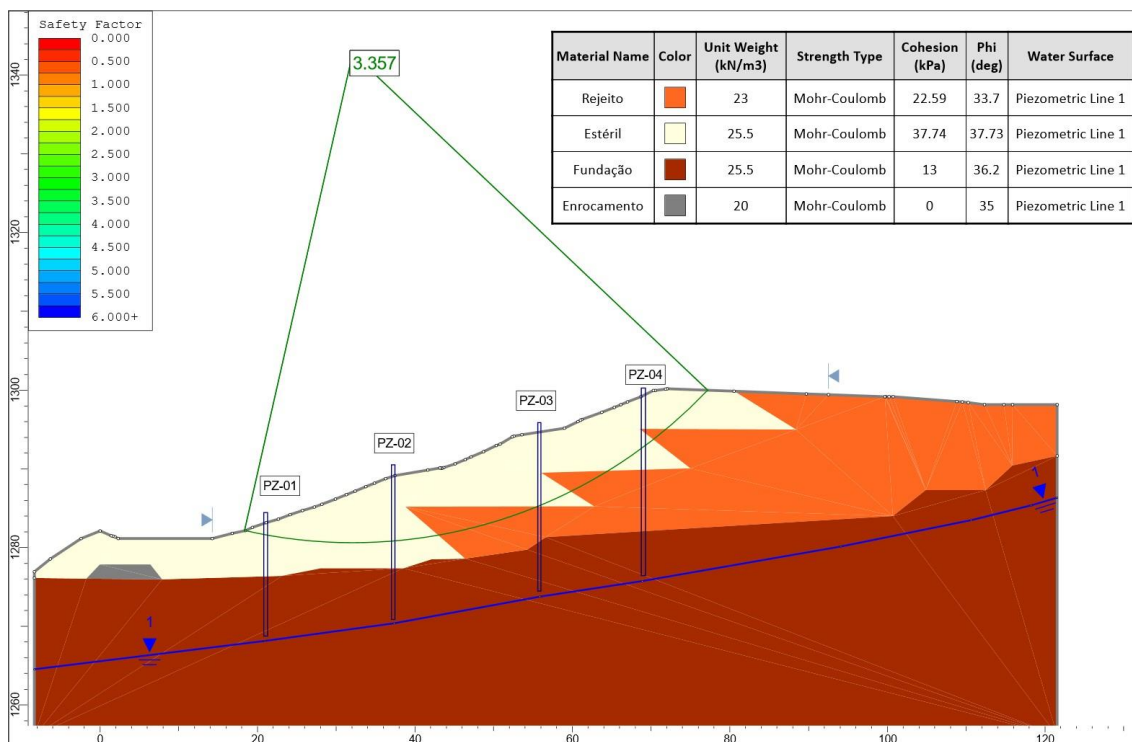 Safety Factor
0.000
0.500
1.000
1.500
2.000
2.500
3.000
3.500
4.000
4.500
5.000
5.500
6.000+
3.357
Material Name Color Unit Weight (kN/m3) Strength Type Cohesion (kPa) Phi (deg) Water Surface
Rejeito 23 Mohr-Coulomb 22.59 33.7 Piezometric Line 1
Estéril 25.5 Mohr-Coulomb 37.74 37.73 Piezometric Line 1
Fundação 25.5 Mohr-Coulomb 13 36.2 Piezometric Line 1
Enrocamento 20 Mohr-Coulomb 0 35 Piezometric Line 1
1340
1320
1300
1280
1260
PZ-04
PZ-03
PZ-02
PZ-01
1
1
0 20 40 60 80 100 120